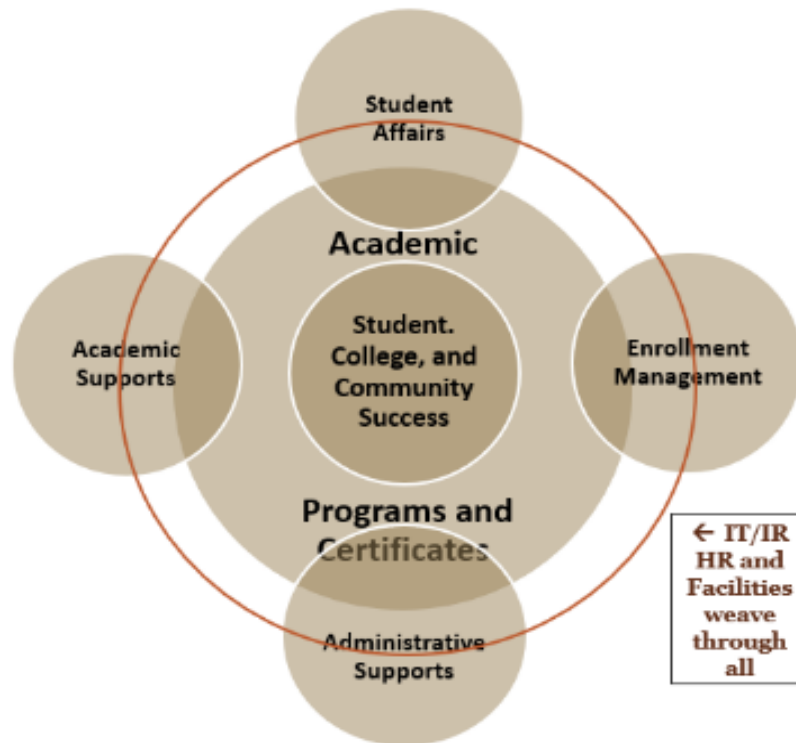 Student
Affairs
Academic
Student.
College, and
Community
Success
Academic
Supports
Enrollment
Management
Programs and
Certificates
Administrative
Supports
← IT/IR
HR and
Facilities
weave
through
all